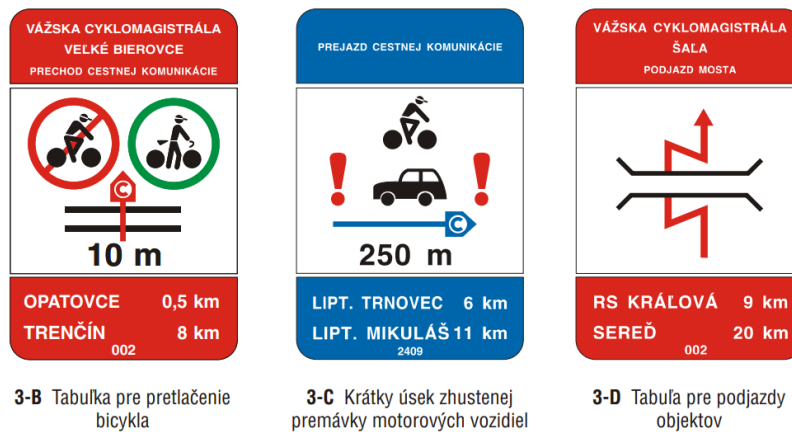 VÁŽSKA CYKLOMAGISTRÁLA
VEĽKÉ BIEROVCE
PRECHOD CESTNEJ KOMUNIKÁCIE
C
10 m
OPATOVCE 0,5 km
TRENČÍN 8 km
002
3-B Tabuľka pre pretlačenie
bicykla
PREJAZD CESTNEJ KOMUNIKÁCIE
! !
C
250 m
LIPT. TRNOVEC 6 km
LIPT. MIKULÁŠ 11 km
2409
3-C Krátky úsek zhustenej
premávky motorových vozidiel
VÁŽSKA CYKLOMAGISTRÁLA
ŠAĽA
PODJAZD MOSTA
RS KRÁĽOVÁ 9 km
SEREĎ 20 km
002
3-D Tabuľa pre podjazdy
objektov